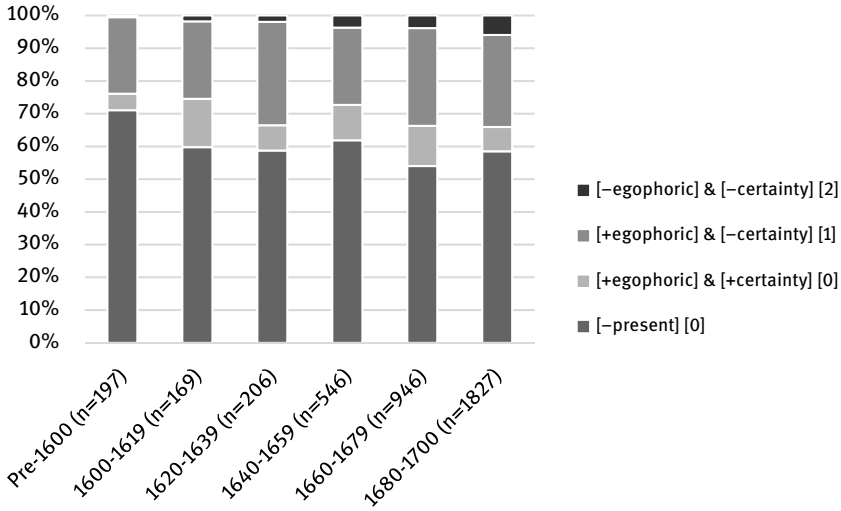 100%
90%
80%
70%
60%
50%
40%
30%
20%
10%
0%
Pre-1600 (n=197)
1600-1619 (n=169)
1620-1639 (n=206)
1640-1659 (n=546)
1660-1679 (n=946)
1680-1700 (n=1827)
[−egophoric] & [−certainty] [2]
[+egophoric] & [−certainty] [1]
[+egophoric] & [+certainty] [0]
[−present] [0]